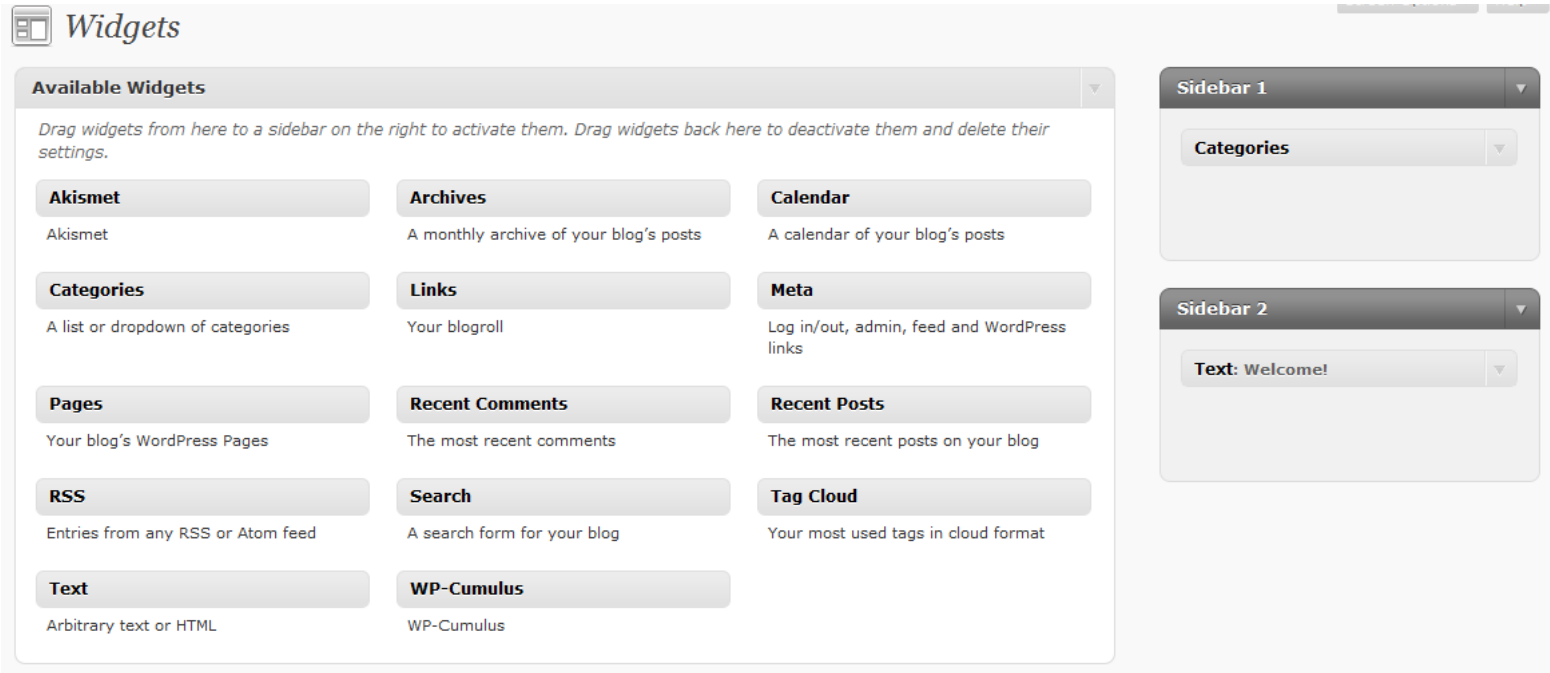 Widgets
Available Widgets
Drag widgets from here to a sidebar on the right to activate them. Drag widgets back here to deactivate them and delete their
settings.
Akismet
Akismet
Archives
A monthly archive of your blog’s posts
Calendar
A calendar of your blog’s posts
Categories
A list or dropdown of categories
Links
Your blogroll
Meta
Log in/out, admin, feed and WordPress
links
Pages
Your blog’s WordPress Pages
Recent Comments
The most recent comments
Recent Posts
The most recent posts on your blog
RSS
Entries from any RSS or Atom feed
Search
A search form for your blog
Tag Cloud
Your most used tags in cloud format
Text
Arbitrary text or HTML
WP-Cumulus
WP-Cumulus
Sidebar 1
Categories
Sidebar 2
Text: Welcome!